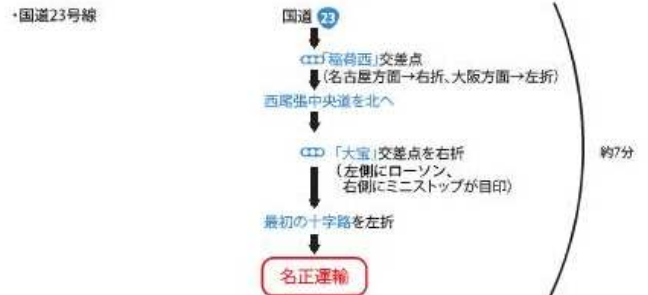 ・国道23号線
国道 23
「稲荷西」交差点
(名古屋方面→右折、大阪方面→左折)
西尾張中央道を北へ
「大宝」交差点を右折
(左側にローソン、
右側にミニストップが目印)
約7分
最初の十字路を左折
名正運輸